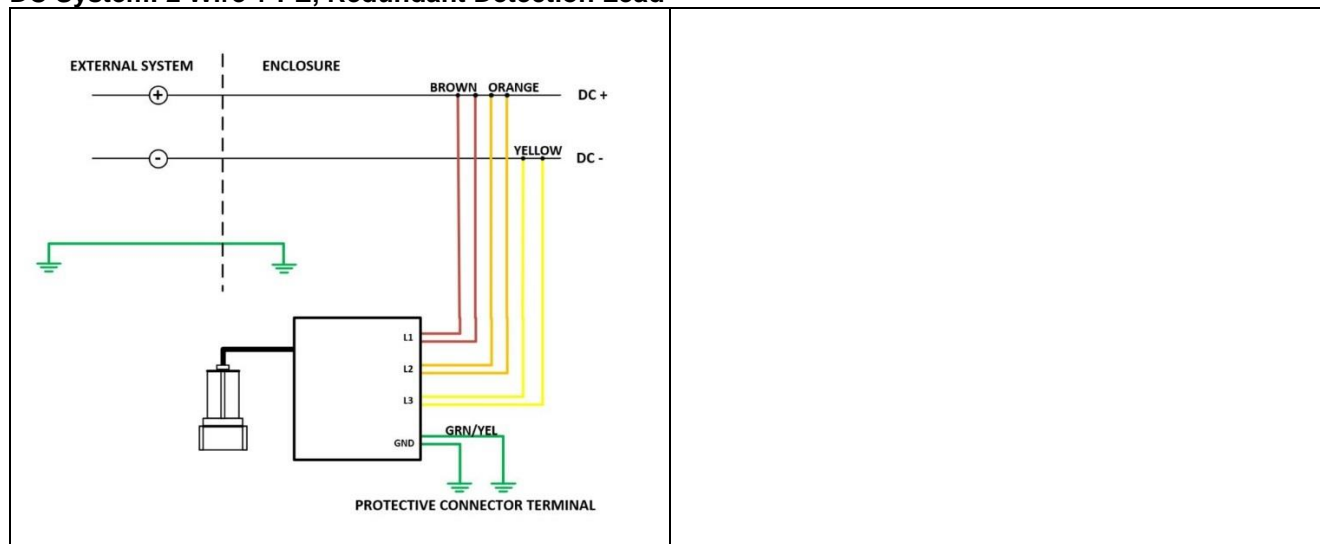 DC System: 2 Wire + PE, Redundant Detection Lead
EXTERNAL SYSTEM ENCLOSURE
BROWN ORANGE
+ DC +
YELLOW
- DC -
L1
L2
L3
GRN/YEL
GND
PROTECTIVE CONNECTOR TERMINAL